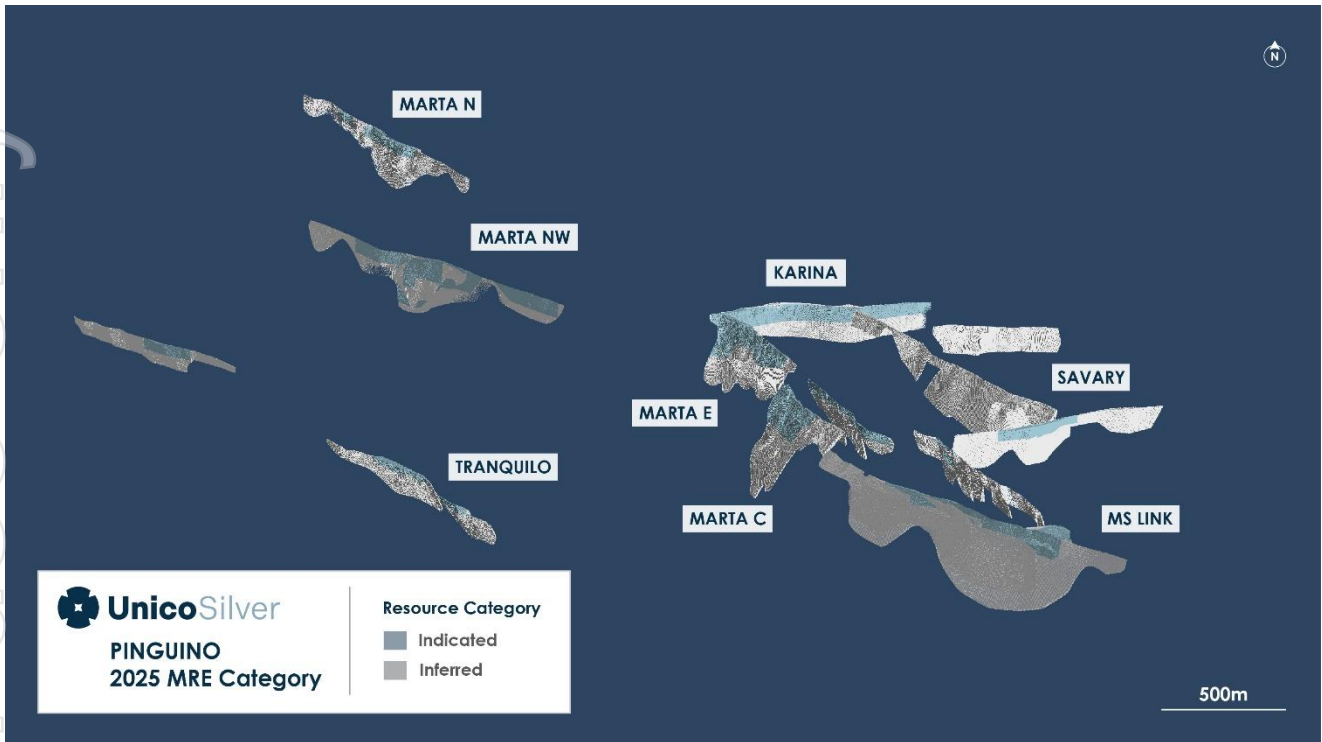 N
MARTA N
MARTA NW
KARINA
SAVARY
MARTA E
TRANQUILO
MARTA C
MS LINK
UnicoSilver
PINGUINO
2025 MRE Category
Resource Category
Indicated
Inferred
500m